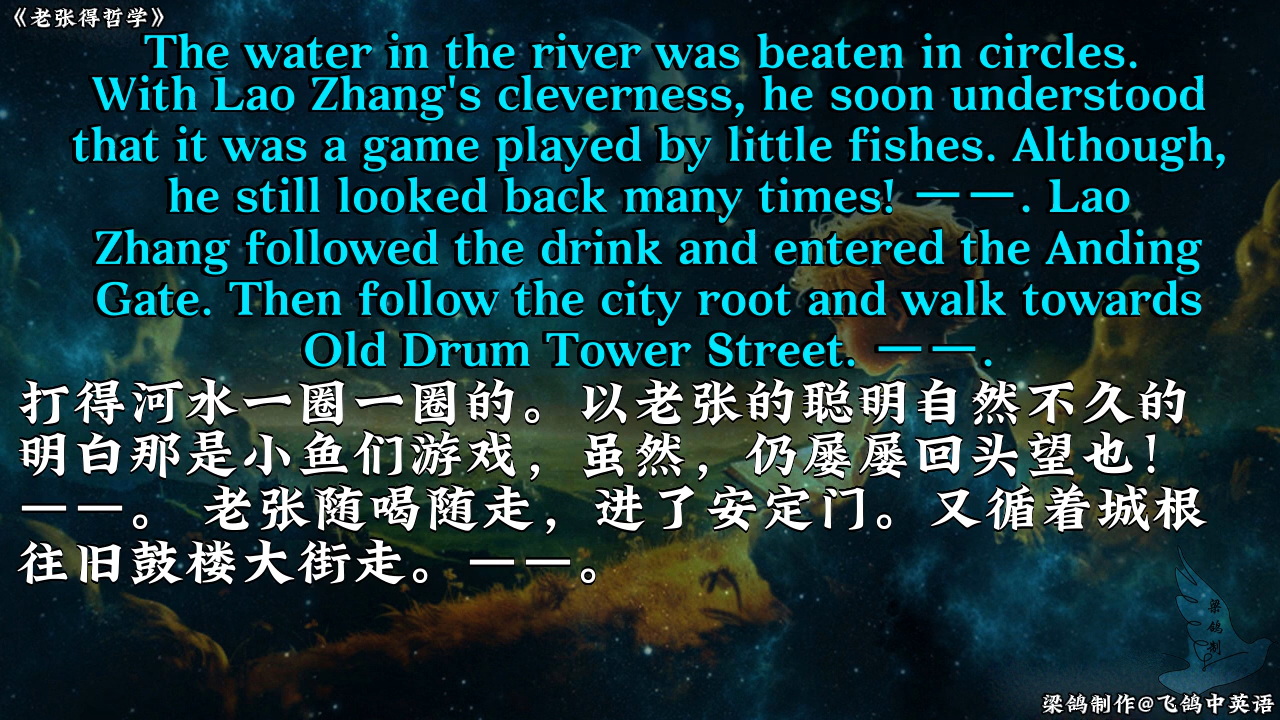 《老张得哲学》
The water in the river was beaten in circles.
With Lao Zhang's cleverness, he soon understood
that it was a game played by little fishes. Although,
he still looked back many times! ——. Lao
Zhang followed the drink and entered the Anding
Gate. Then follow the city root and walk towards
Old Drum Tower Street. ——.
打得河水一圈一圈的。以老张的聪明自然不久的
明白那是小鱼们游戏，虽然，仍屡屡回头望也！
——。 老张随喝随走，进了安定门。又循着城根
往旧鼓楼大街走。——。
梁鸽制
梁鸽制作@飞鸽中英语